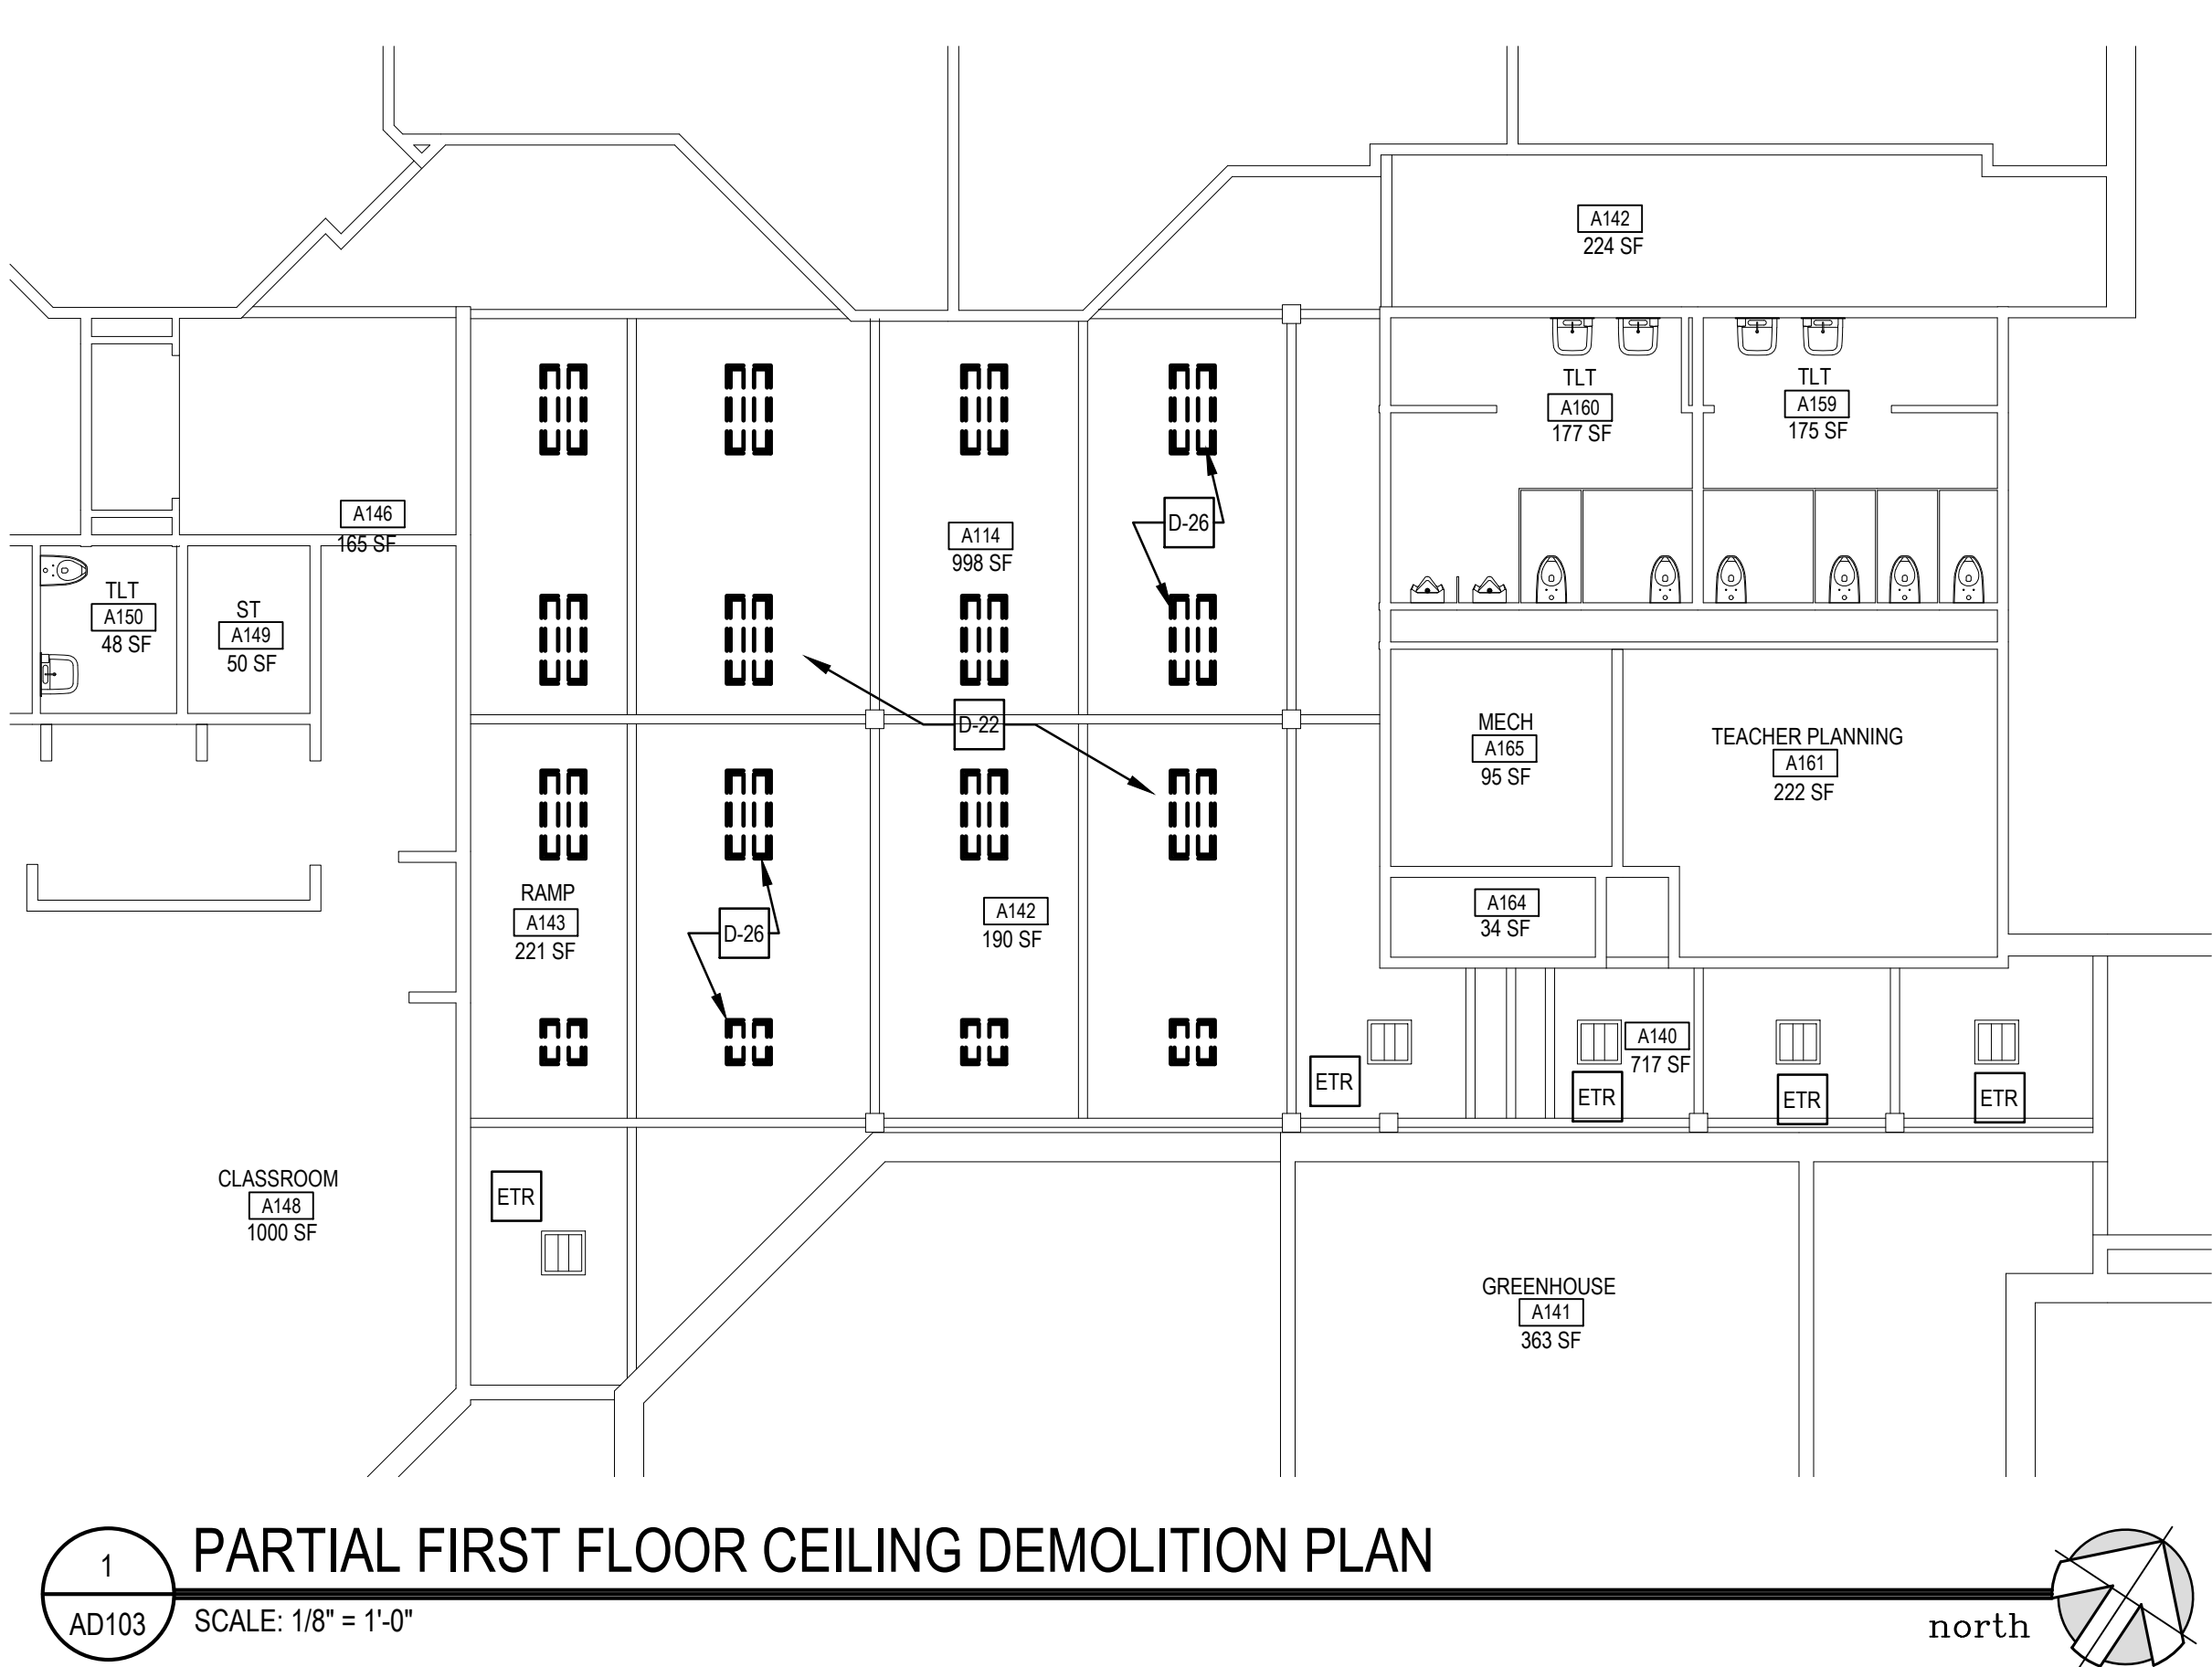 A142
224 SF
TLT
A160
177 SF
TLT
A159
175 SF
A146
165 SF
A114
998 SF
D-26
TLT
A150
48 SF
ST
A149
50 SF
D-22
MECH
A165
95 SF
TEACHER PLANNING
A161
222 SF
RAMP
A143
221 SF
D-26
A142
190 SF
A164
34 SF
A140
717 SF
ETR
ETR
ETR
ETR
CLASSROOM
A148
1000 SF
ETR
GREENHOUSE
A141
363 SF
1
AD103
PARTIAL FIRST FLOOR CEILING DEMOLITION PLAN
SCALE: 1/8" = 1'-0"
north